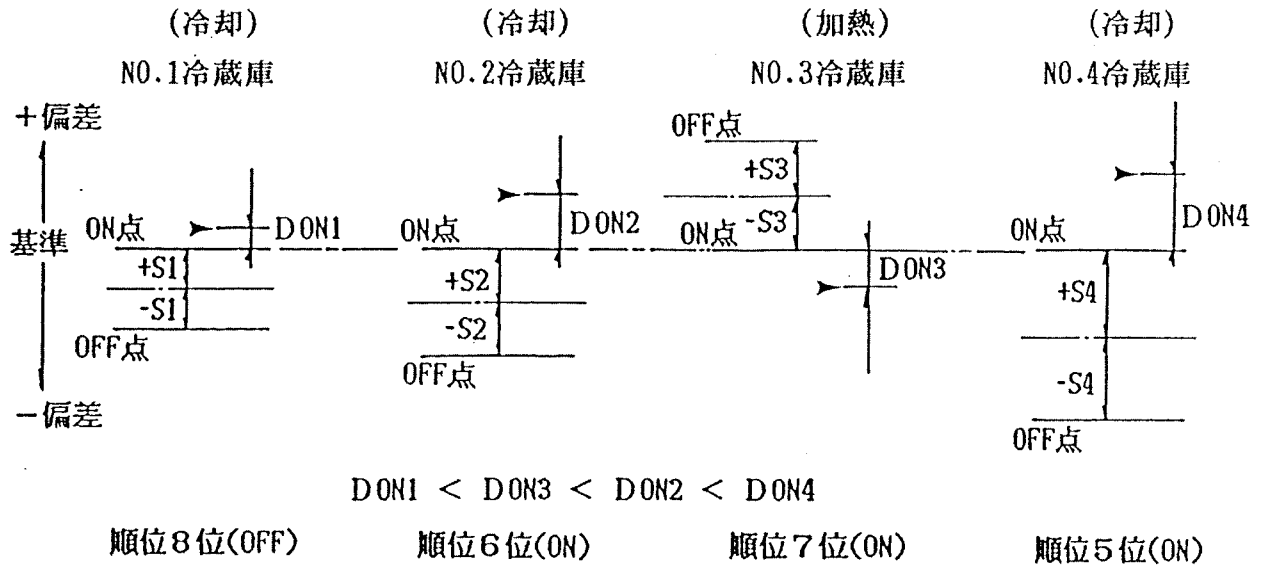 (冷却) (冷却) (加熱) (冷却)
NO.1冷蔵庫 NO.2冷蔵庫 NO.3冷蔵庫 NO.4冷蔵庫
+偏差
OFF点
+S3
基準 ON点 DON1 ON点 DON2 ON点 -S3 ON点 DON4
+S1 +S2 DON3 +S4
-S1 -S2
OFF点 OFF点 -S4
-偏差 OFF点
DON1 < DON3 < DON2 < DON4
順位8位(OFF) 順位6位(ON) 順位7位(ON) 順位5位(ON)